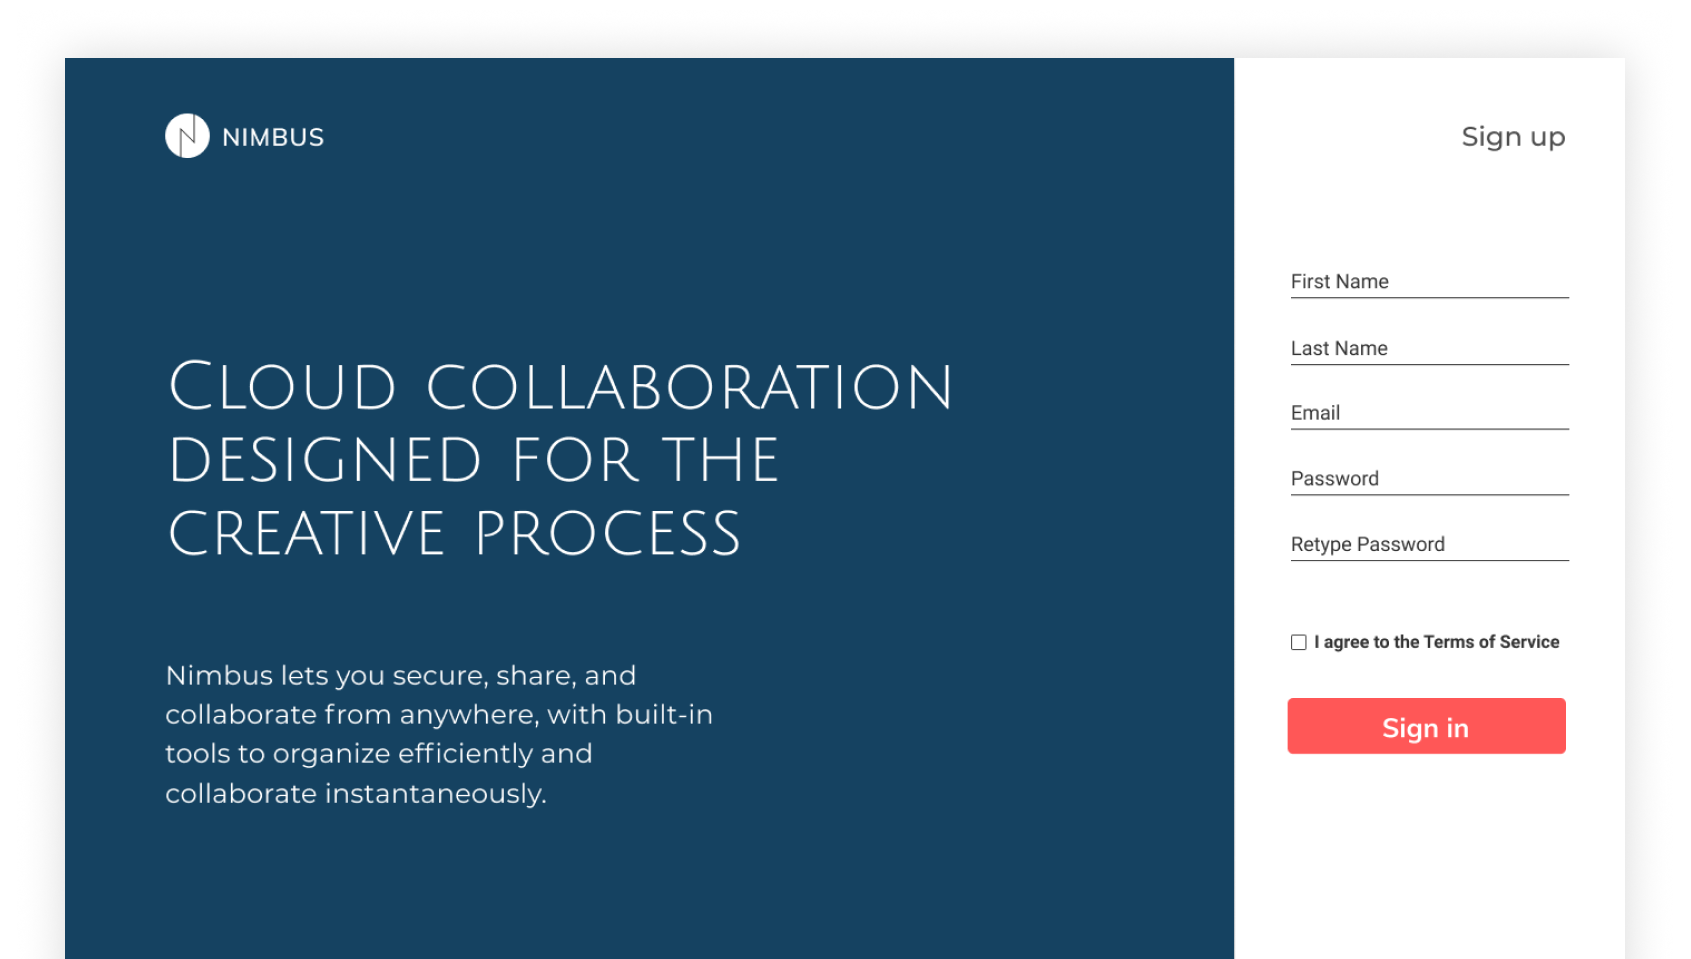 NIMBUS
Cloud collaboration
designed for the
creative process
Nimbus lets you secure, share, and
collaborate from anywhere, with built-in
tools to organize efficiently and
collaborate instantaneously.
Sign up
First Name
Last Name
Email
Password
Retype Password
I agree to the Terms of Service
Sign in